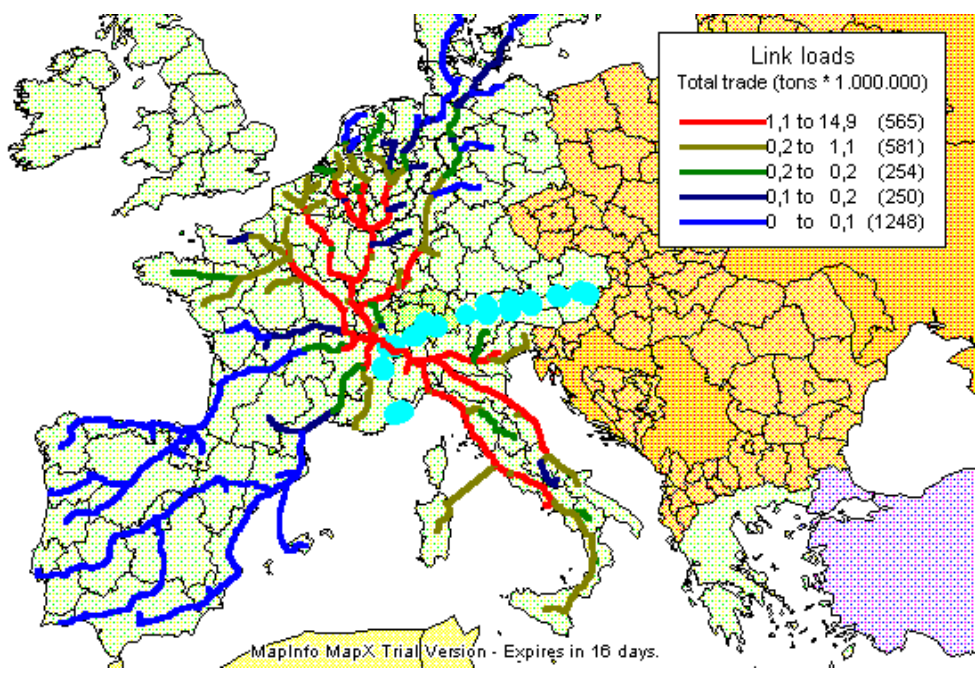 Link loads
Total trade (tons * 1.000.000)
1,1 to 14,9 (565)
0,2 to 1,1 (581)
0,2 to 0,2 (254)
0,1 to 0,2 (250)
0 to 0,1 (1248)
MapInfo MapX Trial Version - Expires in 16 days.